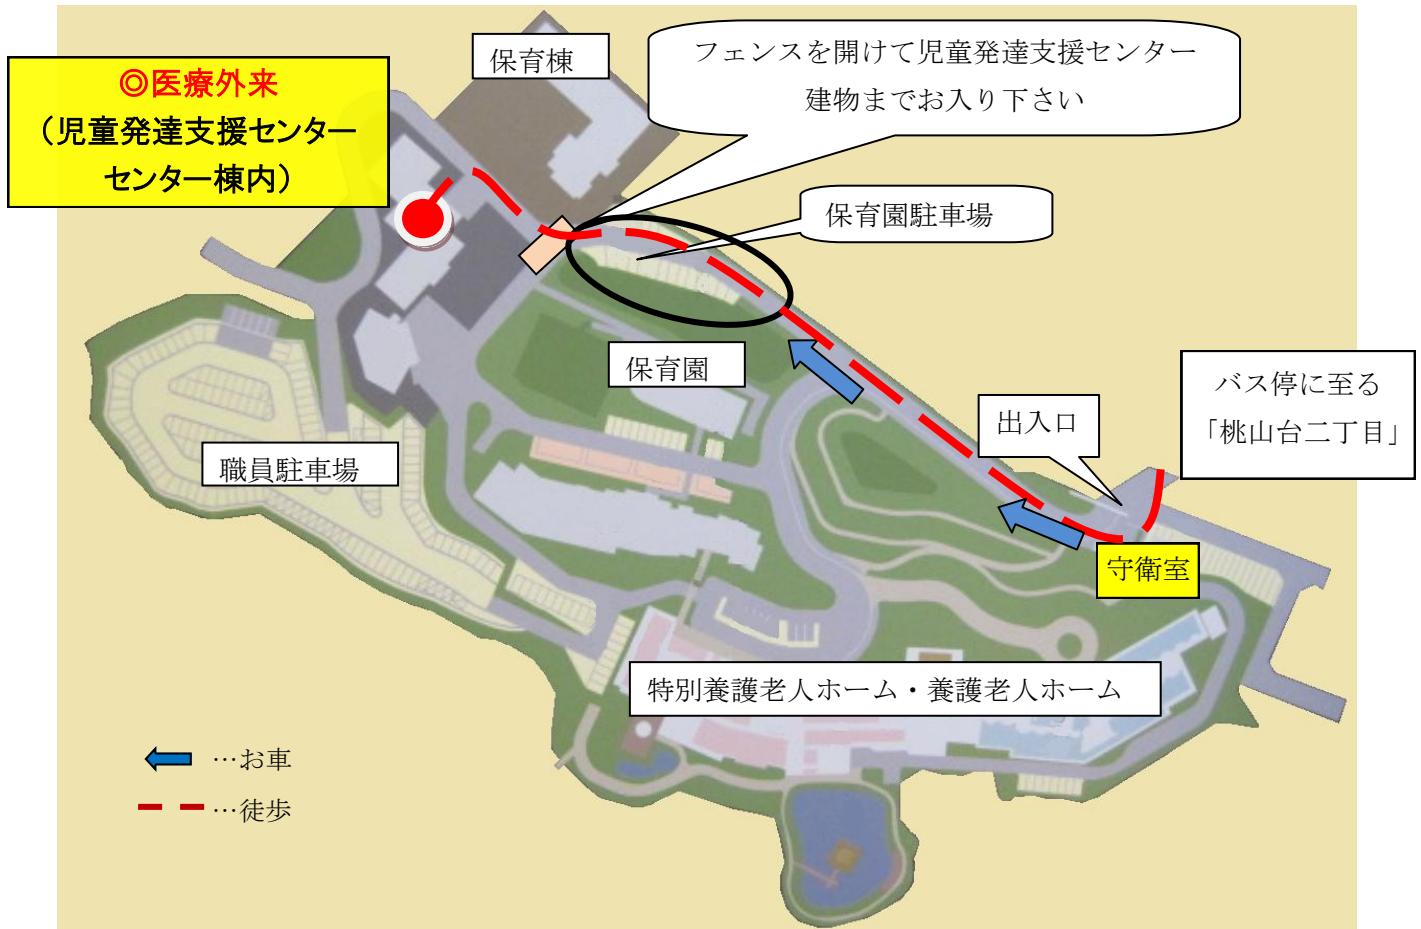 保育棟
フェンスを開けて児童発達支援センター
建物までお入り下さい
◎医療外来
（児童発達支援センター
センター棟内）
保育園駐車場
保育園
バス停に至る
「桃山台二丁目」
出入口
職員駐車場
守衛室
特別養護老人ホーム・養護老人ホーム
…お車
…徒歩